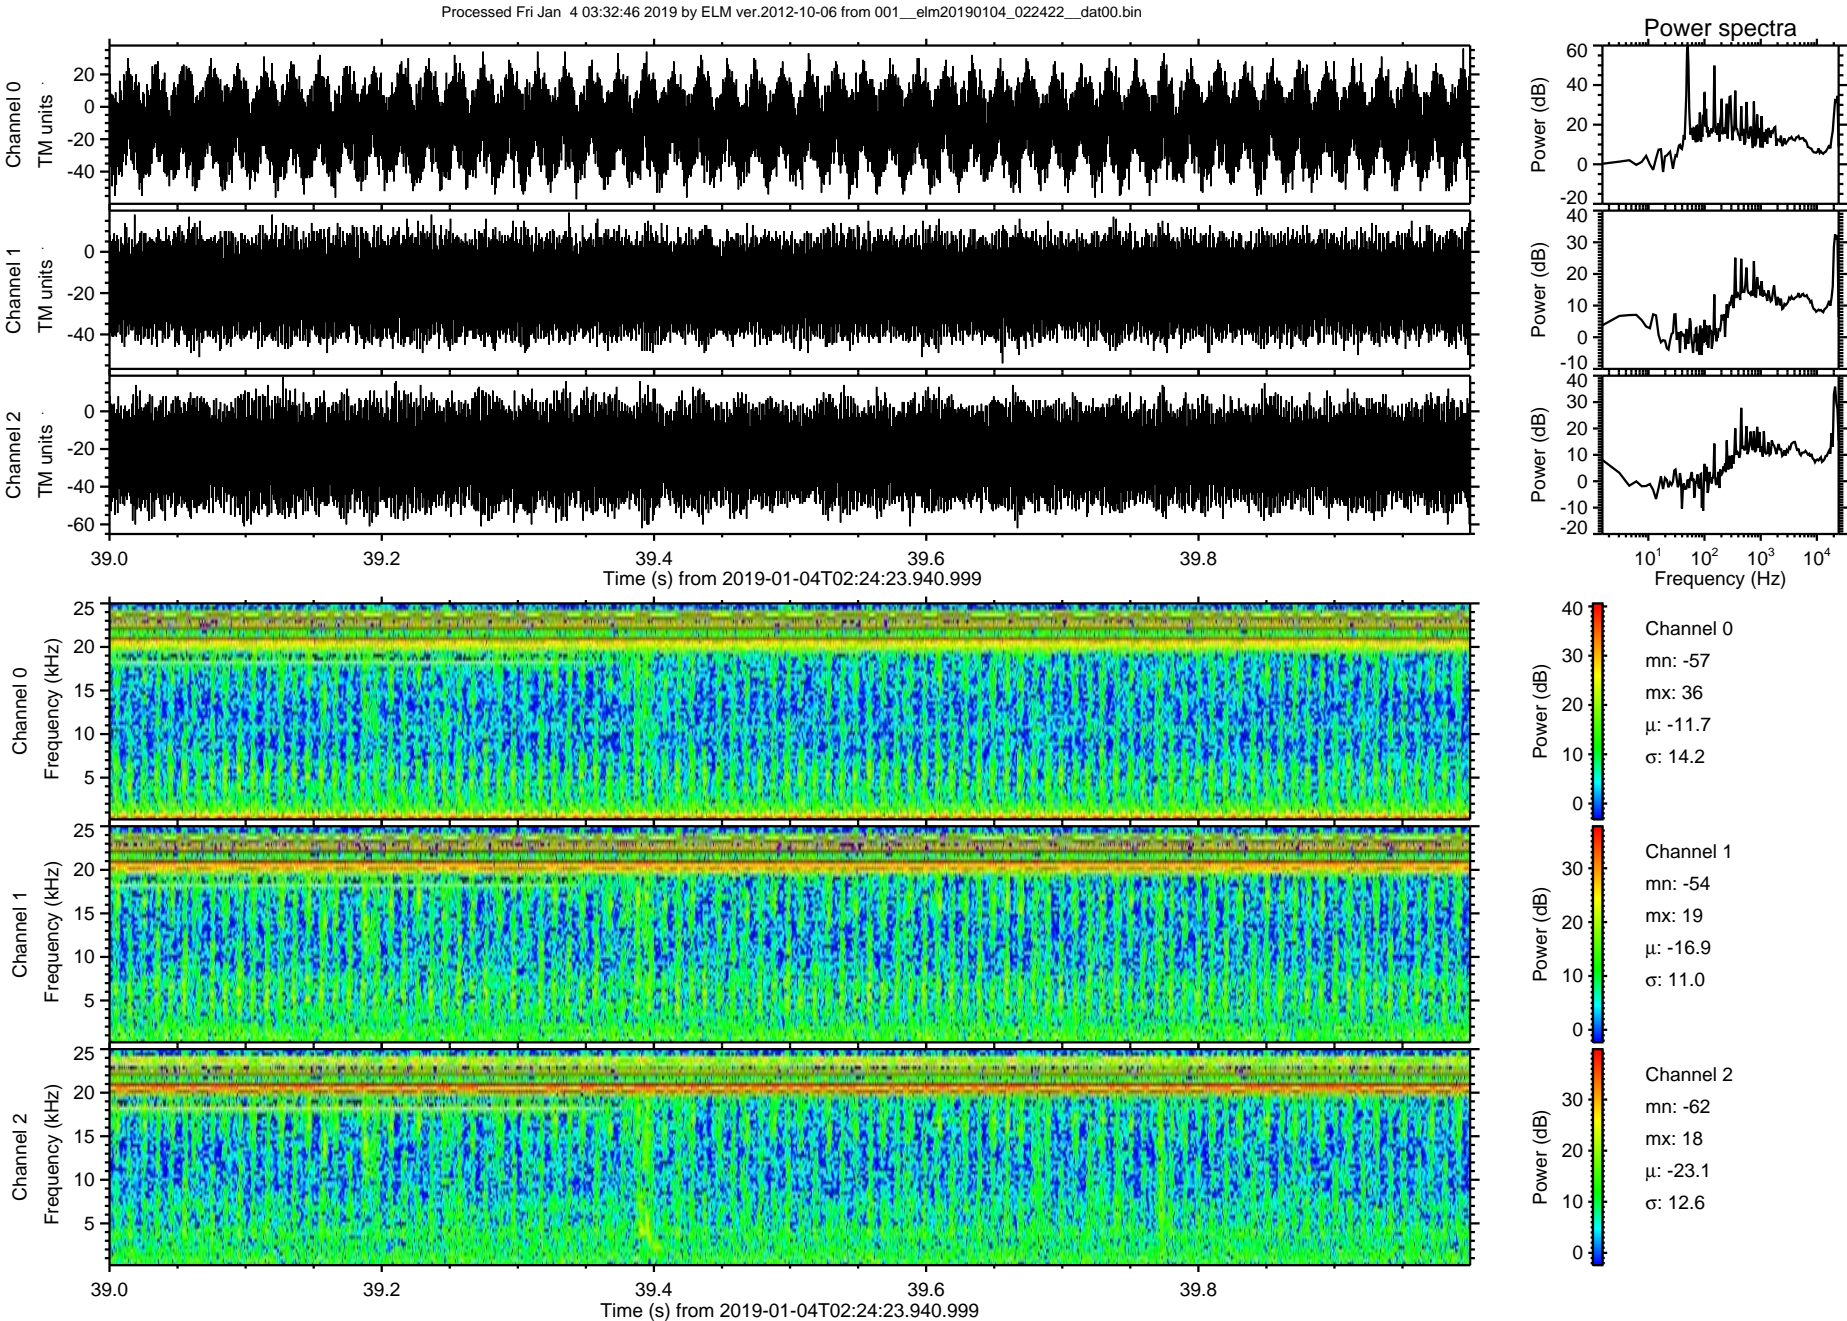 Processed Fri Jan  4 03:32:46 2019 by ELM ver.2012-10-06 from 001__elm20190104_022422__dat00.bin
Power spectra
Channel 0
TM units
20
0
-20
-40
Power (dB)
60
40
20
0
-20
Channel 1
TM units
0
-20
-40
Power (dB)
40
30
20
10
0
-10
Channel 2
TM units
0
-20
-40
-60
Power (dB)
40
30
20
10
0
-10
-20
39.0 39.2 39.4 39.6 39.8
Time (s) from 2019-01-04T02:24:23.940.999
10¹ 10² 10³ 10⁴
Frequency (Hz)
Channel 0
Frequency (kHz)
25
20
15
10
5
Power (dB)
40
30
20
10
0
Channel 0
mn: -57
mx: 36
μ: -11.7
σ: 14.2
Channel 1
Frequency (kHz)
25
20
15
10
5
Power (dB)
30
20
10
0
Channel 1
mn: -54
mx: 19
μ: -16.9
σ: 11.0
Channel 2
Frequency (kHz)
25
20
15
10
5
Power (dB)
30
20
10
0
Channel 2
mn: -62
mx: 18
μ: -23.1
σ: 12.6
39.0 39.2 39.4 39.6 39.8
Time (s) from 2019-01-04T02:24:23.940.999